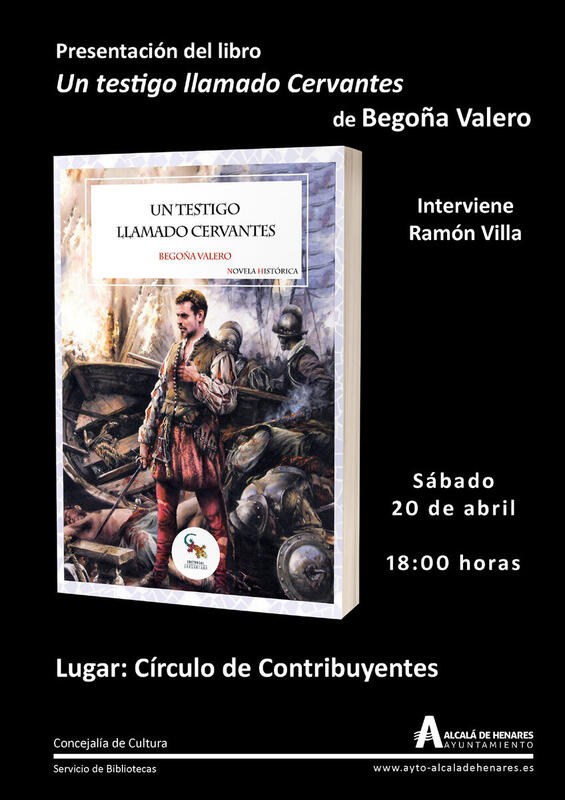 Presentación del libro
Un testigo llamado Cervantes
de Begoña Valero
UN TESTIGO
LLAMADO CERVANTES
BEGOÑA VALERO
NOVELA HISTÓRICA
Interviene
Ramón Villa
Sábado
20 de abril
18:00 horas
EDITORIAL
SARGANTANA
Lugar: Círculo de Contribuyentes
Concejalía de Cultura
Servicio de Bibliotecas
ALCALÁ DE HENARES
AYUNTAMIENTO
www.ayto-alcaladehenares.es